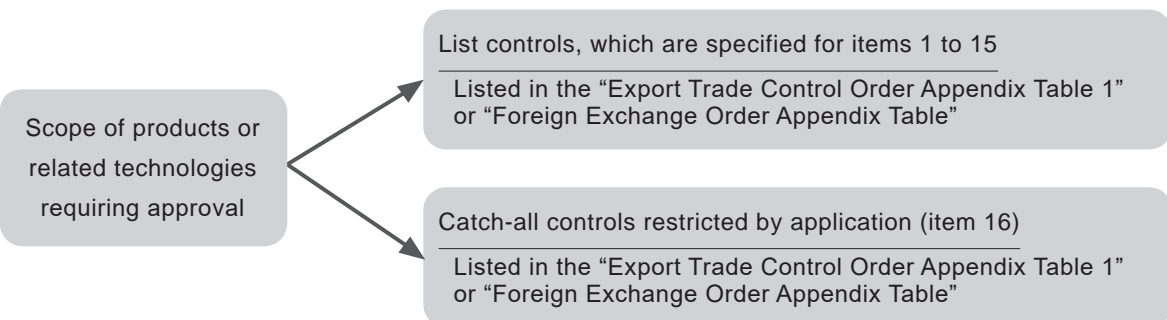 Scope of products or
related technologies
requiring approval
List controls, which are specified for items 1 to 15
Listed in the “Export Trade Control Order Appendix Table 1”
or “Foreign Exchange Order Appendix Table”
Catch-all controls restricted by application (item 16)
Listed in the “Export Trade Control Order Appendix Table 1”
or “Foreign Exchange Order Appendix Table”